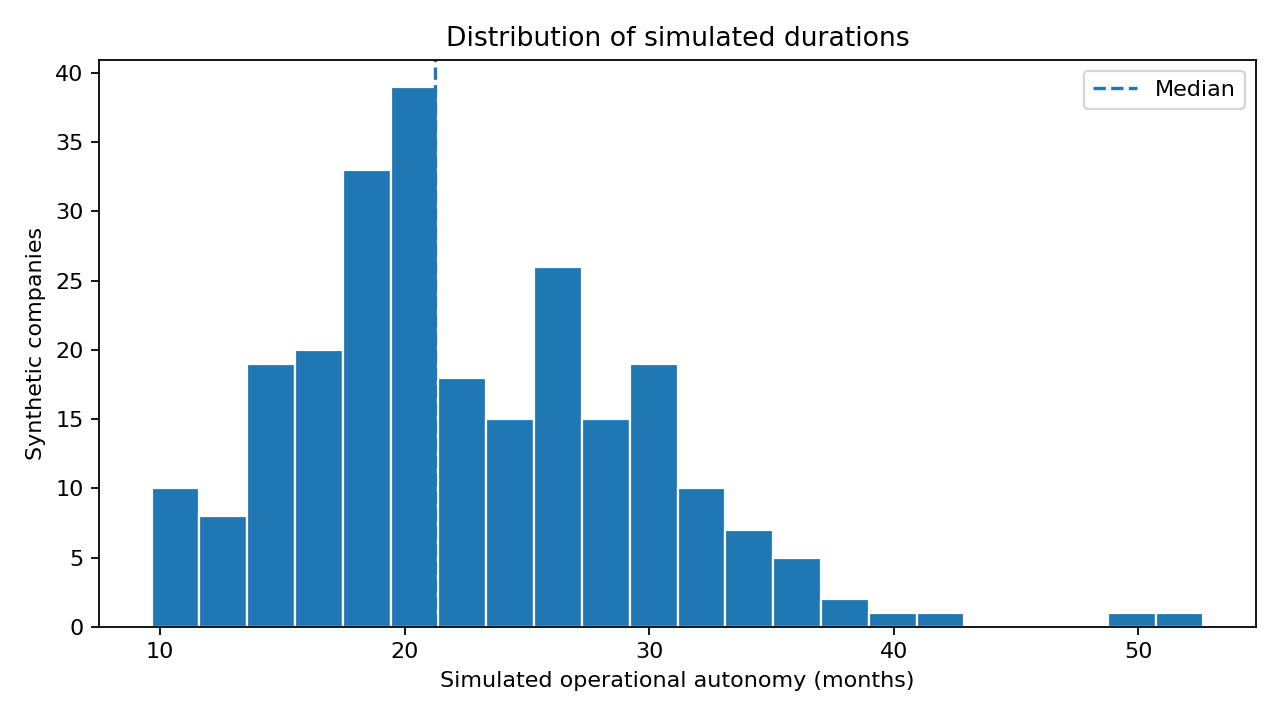 Distribution of simulated durations
Median
Synthetic companies
40
35
30
25
20
15
10
5
0
10 20 30 40 50
Simulated operational autonomy (months)